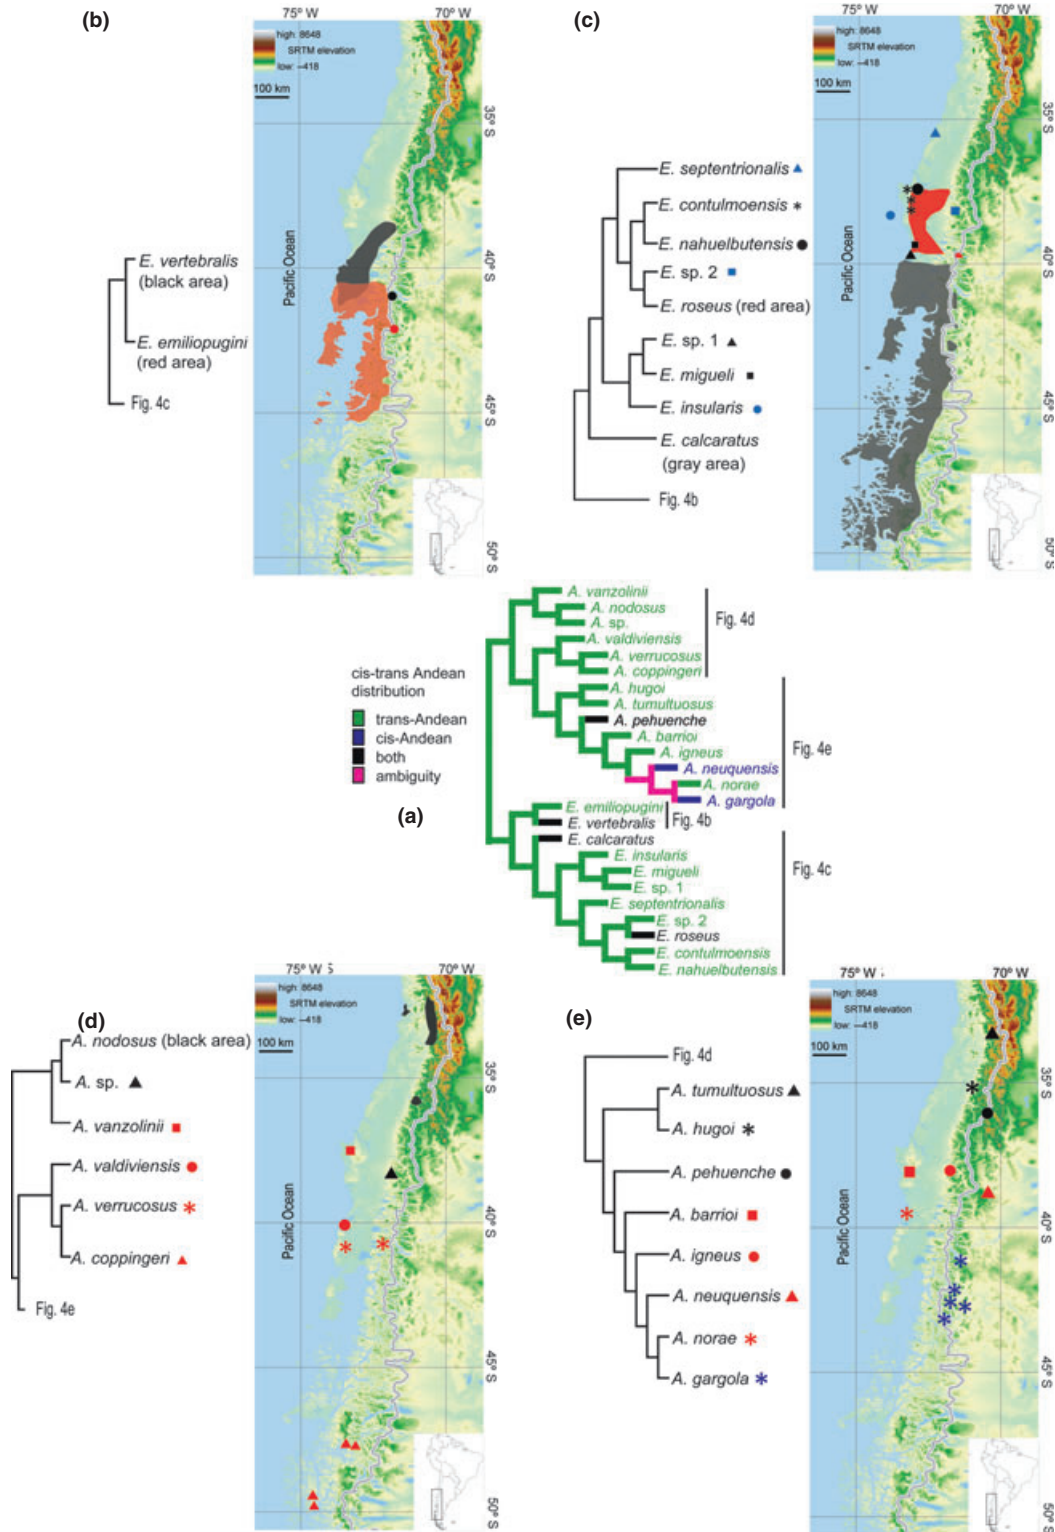 (b)
75° W
70° W
high: 8648
SRTM elevation
low: –418
100 km
35° S
Pacific Ocean
40° S
45° S
50° S
E. vertebralis
(black area)
E. emiliopugini
(red area)
Fig. 4c
(c)
75° W
70° W
high: 8648
SRTM elevation
low: –418
100 km
35° S
Pacific Ocean
40° S
45° S
50° S
E. septentrionalis
E. contulmoensis
E. nahuelbutensis
E. sp. 2
E. roseus (red area)
E. sp. 1
E. migueli
E. insularis
E. calcaratus
(gray area)
Fig. 4b
(a)
cis-trans Andean
distribution
trans-Andean
cis-Andean
both
ambiguity
A. vanzolinii
A. nodosus
A. sp.
A. valdiviensis
A. verrucosus
A. coppingeri
Fig. 4d
A. hugoi
A. tumultuosus
A. pehuenche
A. barrioi
A. igneus
A. neuquensis
A. norae
A. gargola
Fig. 4e
E. emiliopugini
E. vertebralis
Fig. 4b
E. calcaratus
E. insularis
E. migueli
E. sp. 1
E. septentrionalis
E. sp. 2
E. roseus
E. contulmoensis
E. nahuelbutensis
Fig. 4c
(d)
75° W
70° W
high: 8648
SRTM elevation
low: –418
100 km
35° S
Pacific Ocean
40° S
45° S
50° S
A. nodosus (black area)
A. sp.
A. vanzolinii
A. valdiviensis
A. verrucosus
A. coppingeri
Fig. 4e
(e)
75° W
70° W
high: 8648
SRTM elevation
low: –418
100 km
35° S
Pacific Ocean
40° S
45° S
50° S
Fig. 4d
A. tumultuosus
A. hugoi
A. pehuenche
A. barrioi
A. igneus
A. neuquensis
A. norae
A. gargola